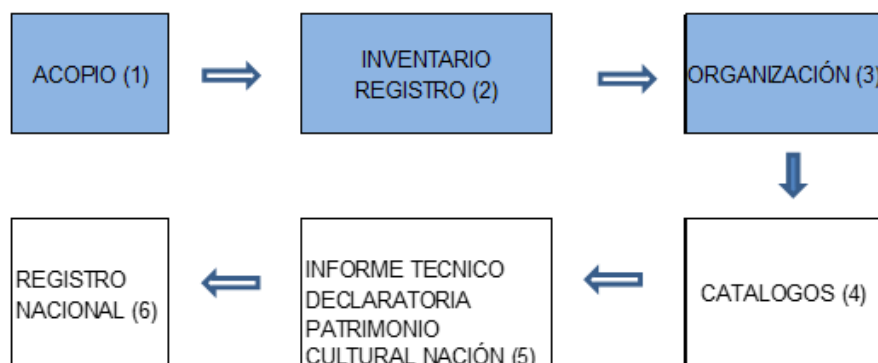 ACOPIO (1)
INVENTARIO
REGISTRO (2)
ORGANIZACIÓN (3)
CATALOGOS (4)
INFORME TECNICO
DECLARATORIA
PATRIMONIO
CULTURAL NACIÓN (5)
REGISTRO
NACIONAL (6)